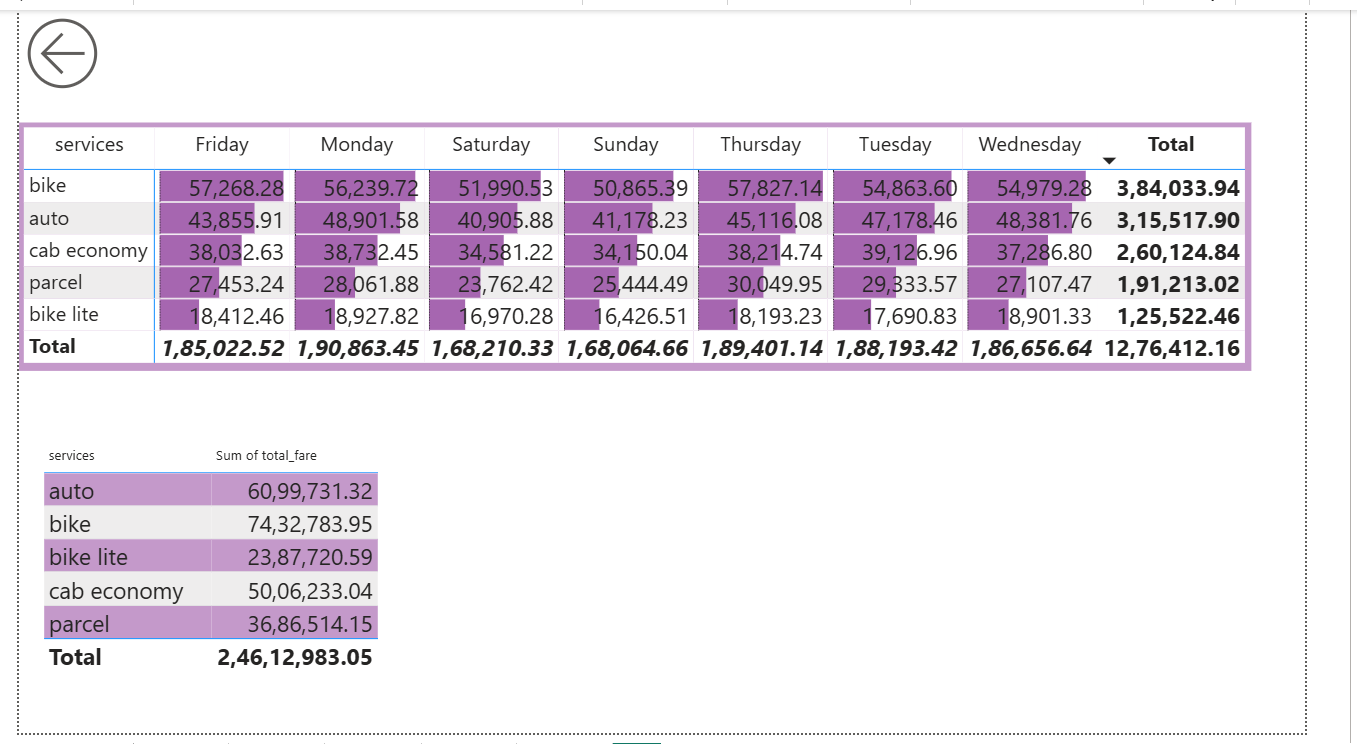 services Friday Monday Saturday Sunday Thursday Tuesday Wednesday Total
bike 57,268.28 56,239.72 51,990.53 50,865.39 57,827.14 54,863.60 54,979.28 3,84,033.94
auto 43,855.91 48,901.58 40,905.88 41,178.23 45,116.08 47,178.46 48,381.76 3,15,517.90
cab economy 38,032.63 38,732.45 34,581.22 34,150.04 38,214.74 39,126.96 37,286.80 2,60,124.84
parcel 27,453.24 28,061.88 23,762.42 25,444.49 30,049.95 29,333.57 27,107.47 1,91,213.02
bike lite 18,412.46 18,927.82 16,970.28 16,426.51 18,193.23 17,690.83 18,901.33 1,25,522.46
Total 1,85,022.52 1,90,863.45 1,68,210.33 1,68,064.66 1,89,401.14 1,88,193.42 1,86,656.64 12,76,412.16
services Sum of total_fare
auto 60,99,731.32
bike 74,32,783.95
bike lite 23,87,720.59
cab economy 50,06,233.04
parcel 36,86,514.15
Total 2,46,12,983.05